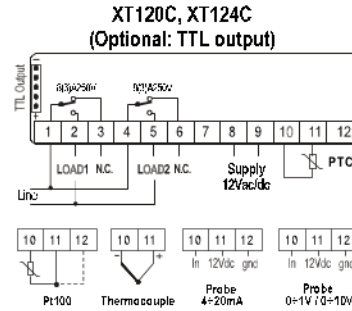 XT120C, XT124C
(Optional: TTL output)
TTL Output
8(3)A250V 8(3)A250V
1 2 3 4 5 6 7 8 9 10 11 12
LOAD1 N.C. LOAD2 N.C. Supply PTC
12Vac/dc
Line
10 11 12 10 11 10 11 12 10 11 12
In 12Vdc gnd In 12Vdc gnd
Pt100 Thermocouple Probe Probe
4÷20mA 0÷1V / 0÷10V